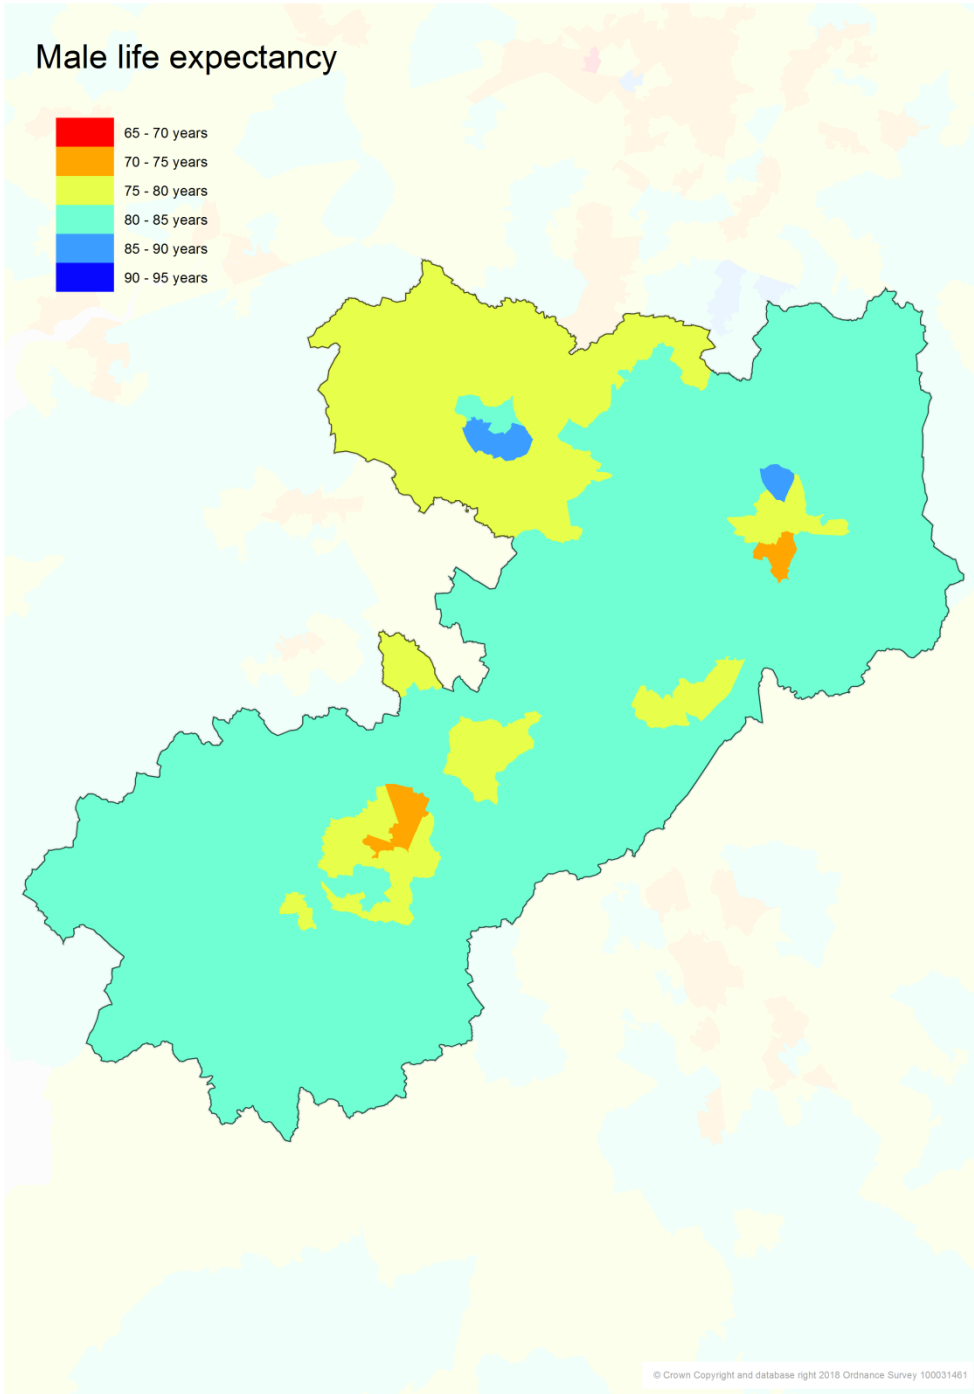 Male life expectancy
65 - 70 years
70 - 75 years
75 - 80 years
80 - 85 years
85 - 90 years
90 - 95 years
© Crown Copyright and database right 2018 Ordnance Survey 100031461